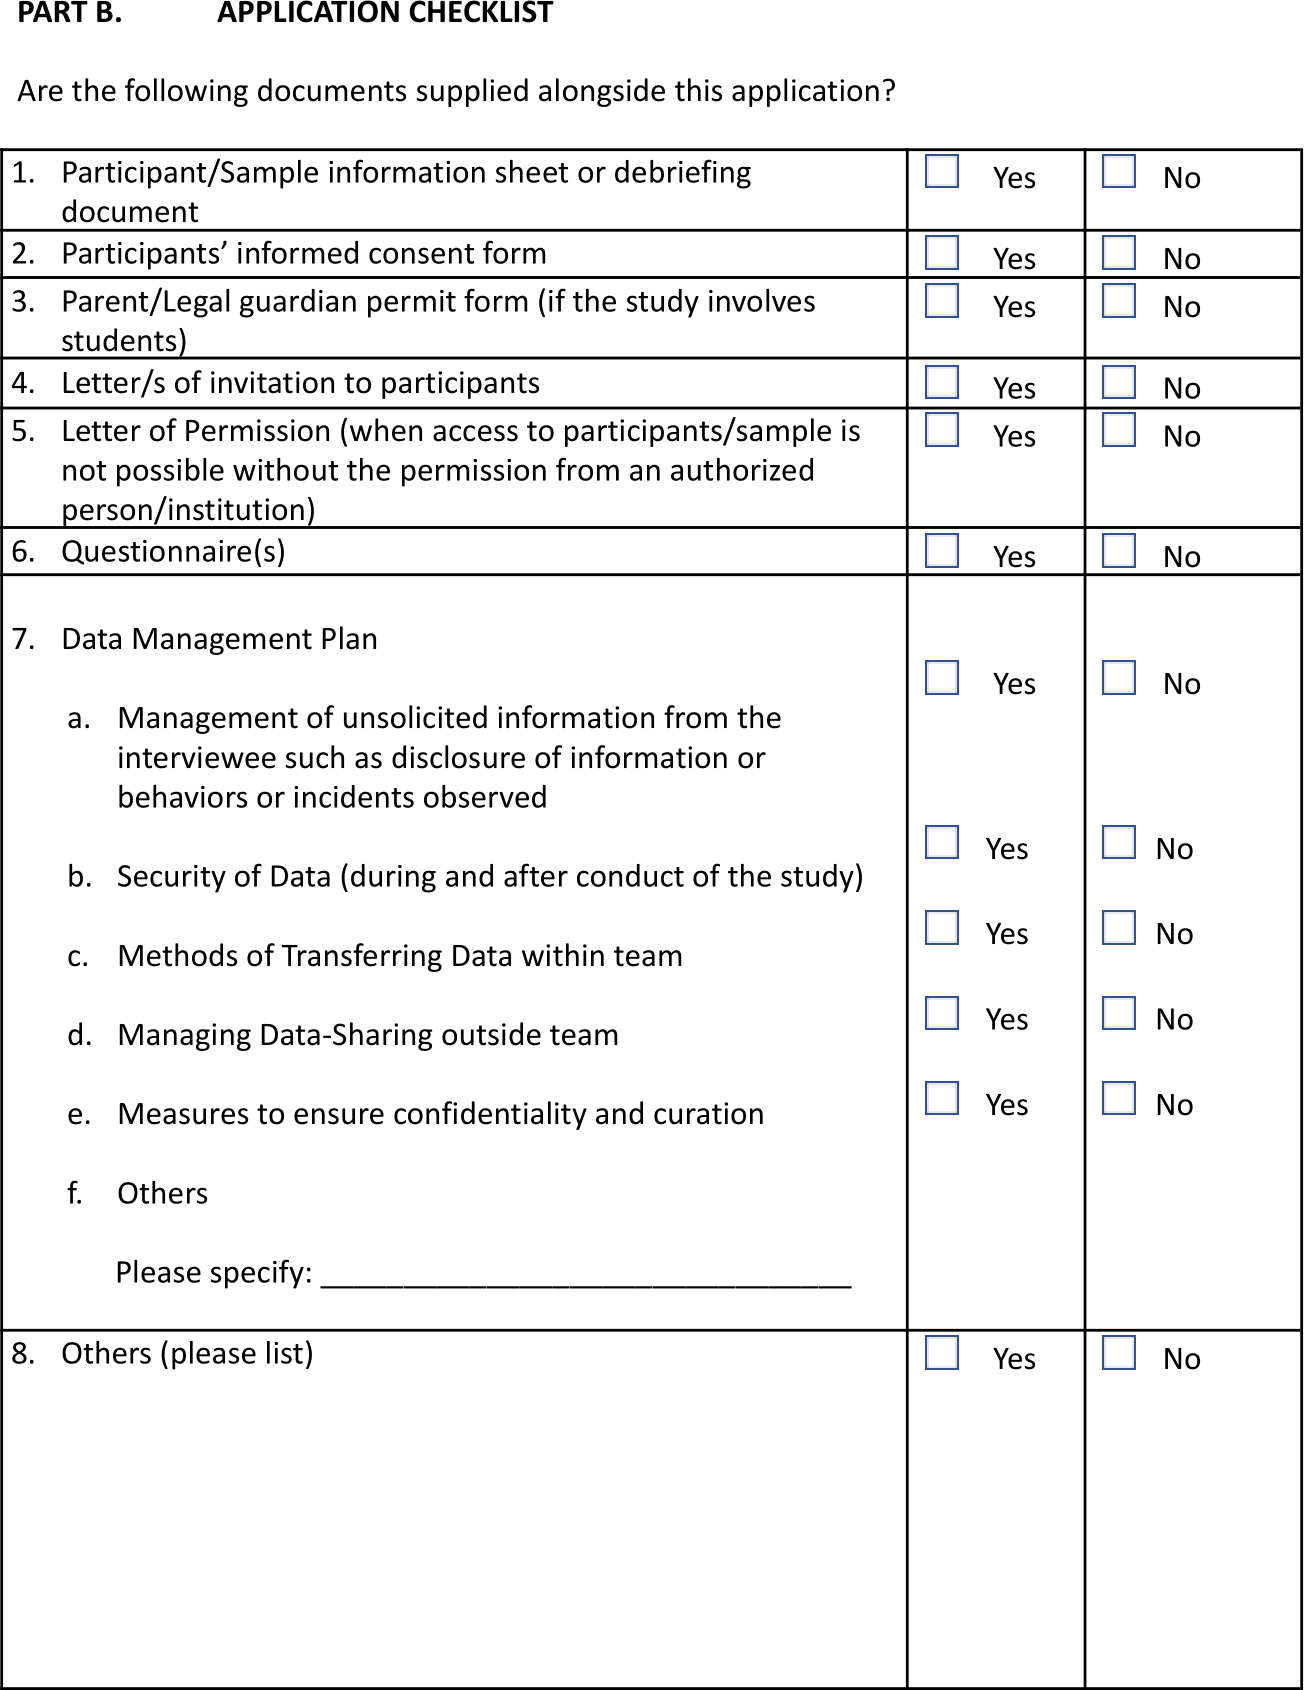 PART B. APPLICATION CHECKLIST
Are the following documents supplied alongside this application?
1. Participant/Sample information sheet or debriefing Yes No
document
2. Participants’ informed consent form Yes No
3. Parent/Legal guardian permit form (if the study involves Yes No
students)
4. Letter/s of invitation to participants Yes No
5. Letter of Permission (when access to participants/sample is Yes No
not possible without the permission from an authorized
person/institution)
6. Questionnaire(s) Yes No
7. Data Management Plan
Yes No
a. Management of unsolicited information from the
interviewee such as disclosure of information or
behaviors or incidents observed
Yes No
b. Security of Data (during and after conduct of the study)
Yes No
c. Methods of Transferring Data within team
Yes No
d. Managing Data-Sharing outside team
Yes No
e. Measures to ensure confidentiality and curation
f. Others
Please specify: ________________________________
8. Others (please list) Yes No